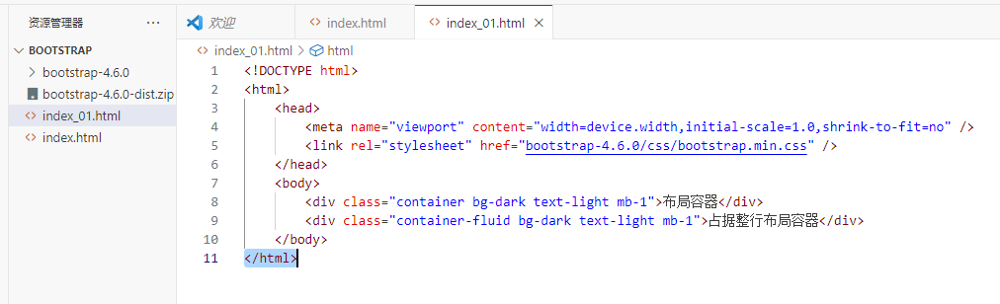 资源管理器
欢迎
index.html
index_01.html
BOOTSTRAP
bootstrap-4.6.0
bootstrap-4.6.0-dist.zip
index_01.html
index.html
index_01.html > html
1 <!DOCTYPE html>
2 <html>
3 <head>
4 <meta name="viewport" content="width=device.width,initial-scale=1.0,shrink-to-fit=no" />
5 <link rel="stylesheet" href="bootstrap-4.6.0/css/bootstrap.min.css" />
6 </head>
7 <body>
8 <div class="container bg-dark text-light mb-1">布局容器</div>
9 <div class="container-fluid bg-dark text-light mb-1">占据整行布局容器</div>
10 </body>
11 </html>